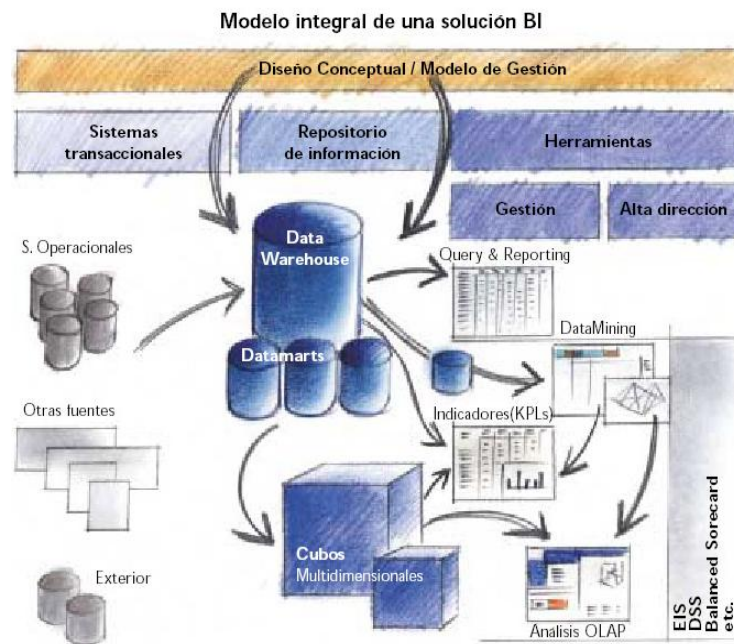 Modelo integral de una solución BI
Diseño Conceptual / Modelo de Gestión
Sistemas
transaccionales
Repositorio
de información
Herramientas
Gestión
Alta dirección
S. Operacionales
Data
Warehouse
Query & Reporting
DataMining
Datamarts
Otras fuentes
Indicadores(KPLs)
Cubos
Multidimensionales
Exterior
Análisis OLAP
EIS
DSS
Balanced Sorecard
etc.